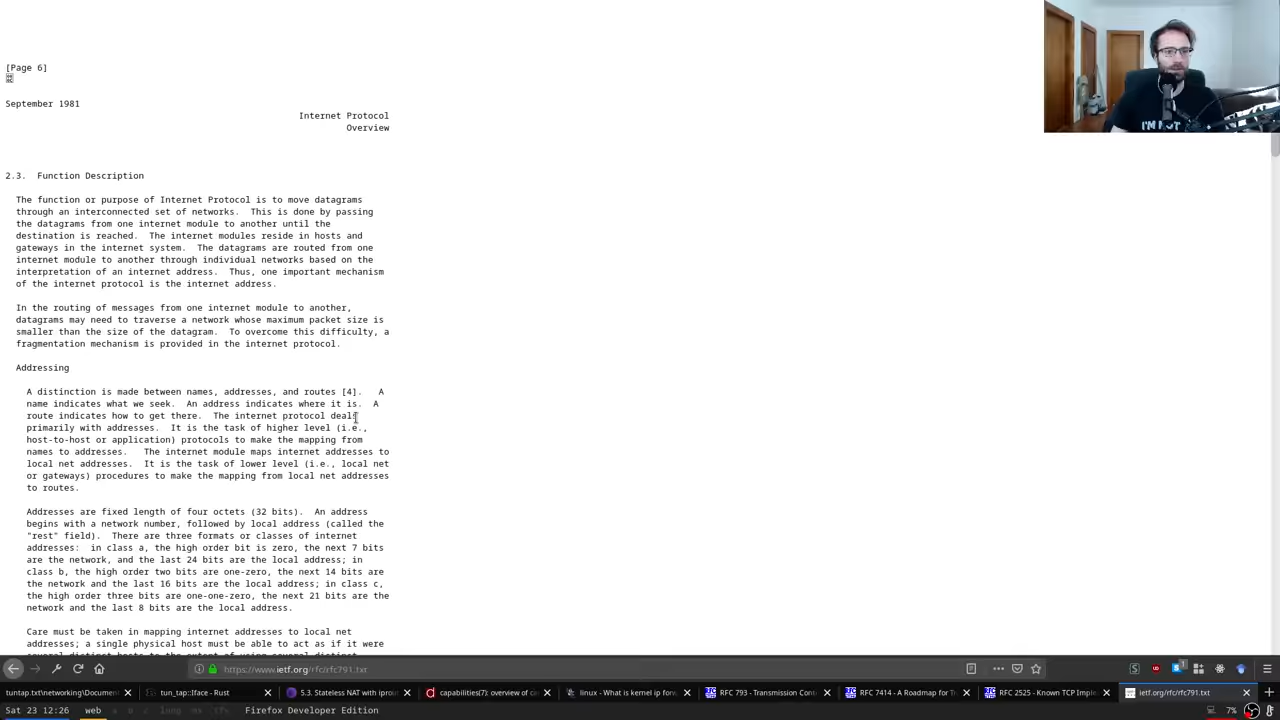 [Page 6]
September 1981
Internet Protocol
Overview
2.3.  Function Description
The function or purpose of Internet Protocol is to move datagrams
through an interconnected set of networks.  This is done by passing
the datagrams from one internet module to another until the
destination is reached.  The internet modules reside in hosts and
gateways in the internet system.  The datagrams are routed from one
internet module to another through individual networks based on the
interpretation of an internet address.  Thus, one important mechanism
of the internet protocol is the internet address.
In the routing of messages from one internet module to another,
datagrams may need to traverse a network whose maximum packet size is
smaller than the size of the datagram.  To overcome this difficulty, a
fragmentation mechanism is provided in the internet protocol.
Addressing
A distinction is made between names, addresses, and routes [4].   A
name indicates what we seek.  An address indicates where it is.  A
route indicates how to get there.  The internet protocol deals
primarily with addresses.  It is the task of higher level (i.e.,
host-to-host or application) protocols to make the mapping from
names to addresses.   The internet module maps internet addresses to
local net addresses.  It is the task of lower level (i.e., local net
or gateways) procedures to make the mapping from local net addresses
to routes.
Addresses are fixed length of four octets (32 bits).  An address
begins with a network number, followed by local address (called the
"rest" field).  There are three formats or classes of internet
addresses:  in class a, the high order bit is zero, the next 7 bits
are the network, and the last 24 bits are the local address; in
class b, the high order two bits are one-zero, the next 14 bits are
the network and the last 16 bits are the local address; in class c,
the high order three bits are one-one-zero, the next 21 bits are the
network and the last 8 bits are the local address.
Care must be taken in mapping internet addresses to local net
addresses; a single physical host must be able to act as if it were
I'M NOT
https://www.ietf.org/rfc/rfc791.txt
tuntap.txt\networking\Document
tun_tap::Iface - Rust
5.3. Stateless NAT with iprou
capabilities(7): overview of ca
linux - What is kernel ip forw
RFC 793 - Transmission Cont
RFC 7414 - A Roadmap for T
RFC 2525 - Known TCP Imple
ietf.org/rfc/rfc791.txt
Sat 23 12:26
web
Firefox Developer Edition
7%